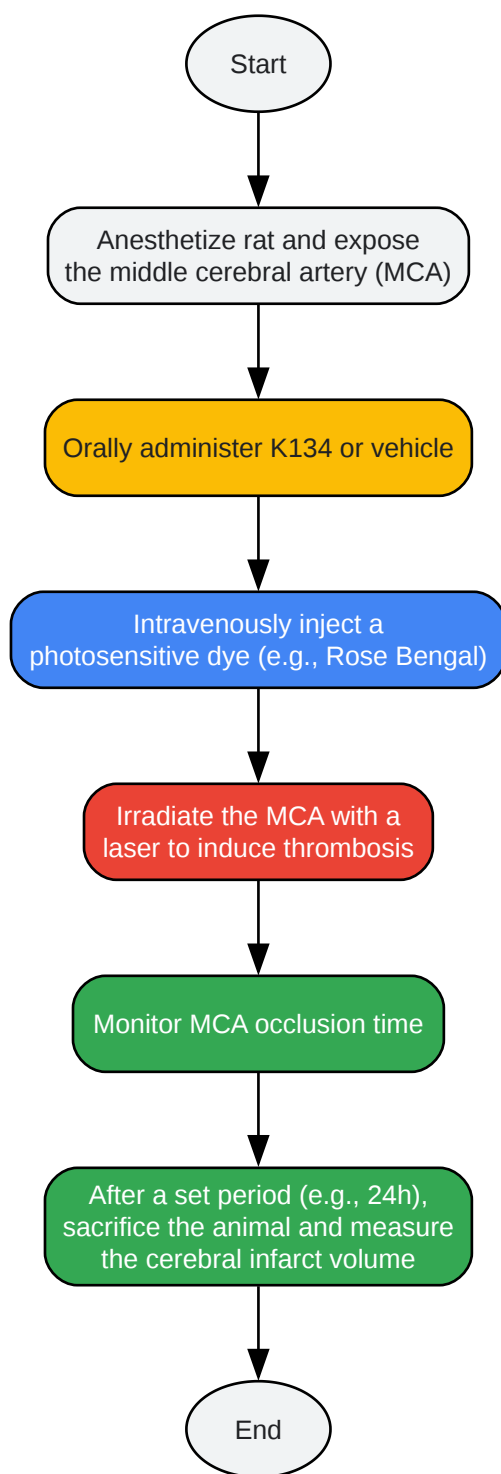 Start
Anesthetize rat and expose
the middle cerebral artery (MCA)
Orally administer K134 or vehicle
Intravenously inject a
photosensitive dye (e.g., Rose Bengal)
Irradiate the MCA with a
laser to induce thrombosis
Monitor MCA occlusion time
After a set period (e.g., 24h),
sacrifice the animal and measure
the cerebral infarct volume
End